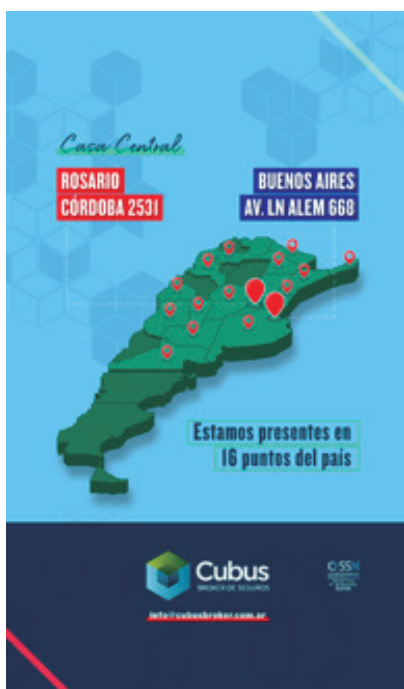 Casa Central
ROSARIO
CÓRDOBA 2531
BUENOS AIRES
AV. LN ALEM 668
Estamos presentes en
16 puntos del país
Cubus
BROKER DE SEGUROS
SSN
info@cubusbroker.com.ar